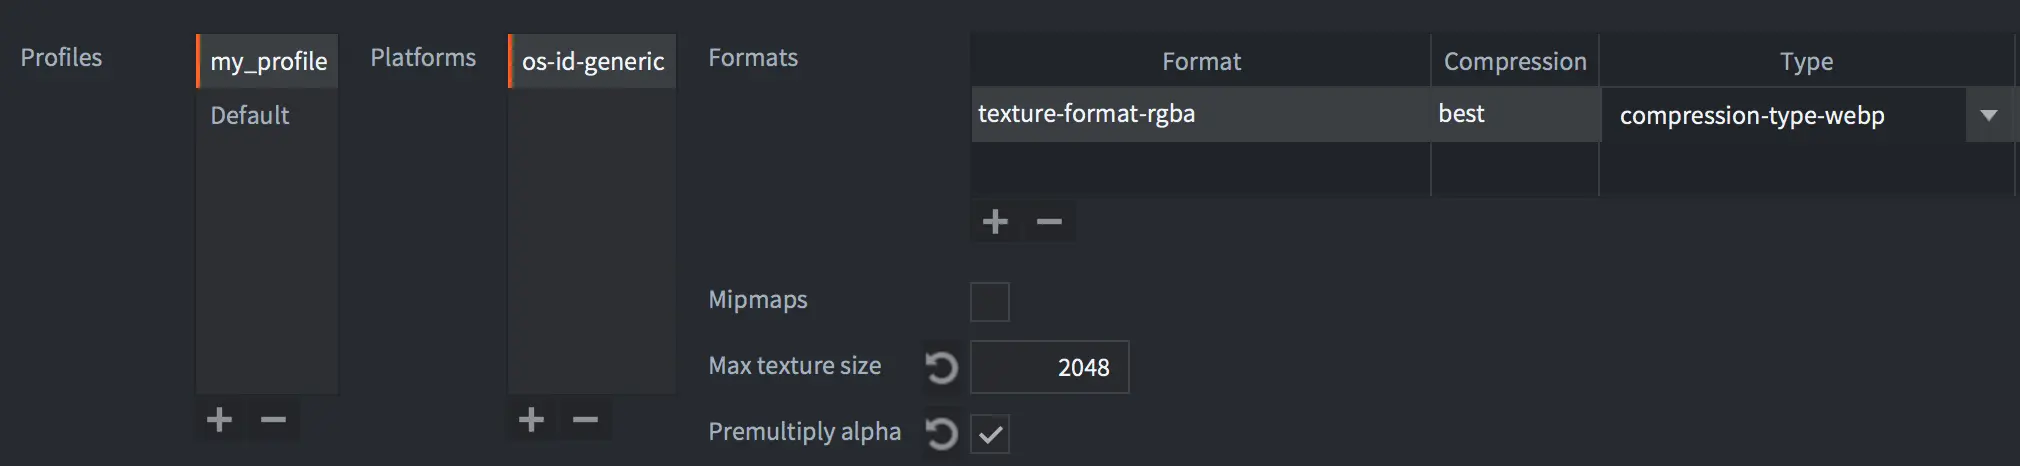 Profiles
my_profile
Default
Platforms
os-id-generic
Formats
Format Compression Type
texture-format-rgba best compression-type-webp
Mipmaps
Max texture size 2048
Premultiply alpha